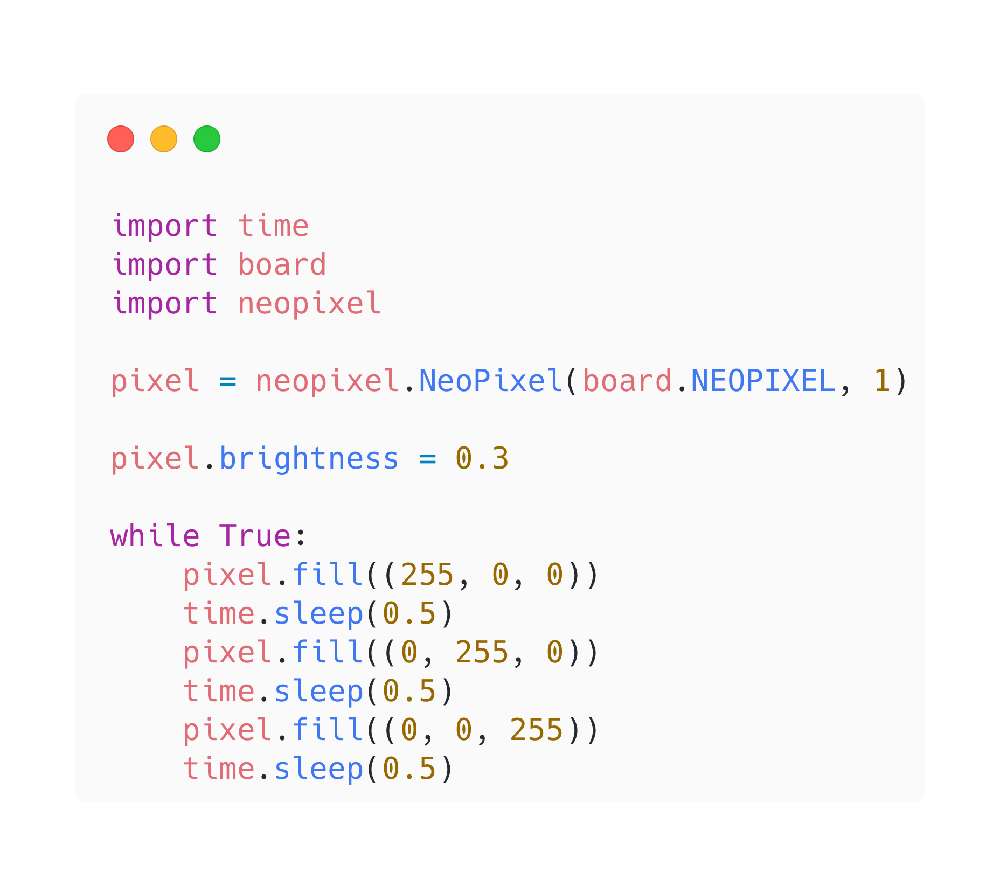 import time
import board
import neopixel

pixel = neopixel.NeoPixel(board.NEOPIXEL, 1)

pixel.brightness = 0.3

while True:
    pixel.fill((255, 0, 0))
    time.sleep(0.5)
    pixel.fill((0, 255, 0))
    time.sleep(0.5)
    pixel.fill((0, 0, 255))
    time.sleep(0.5)